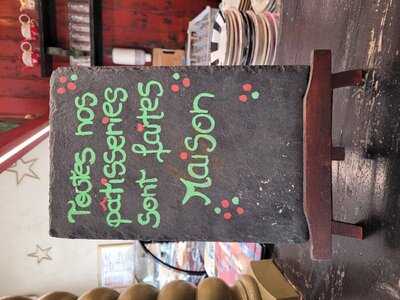 Toutes nos
pâtisseries
sont faites
Maison